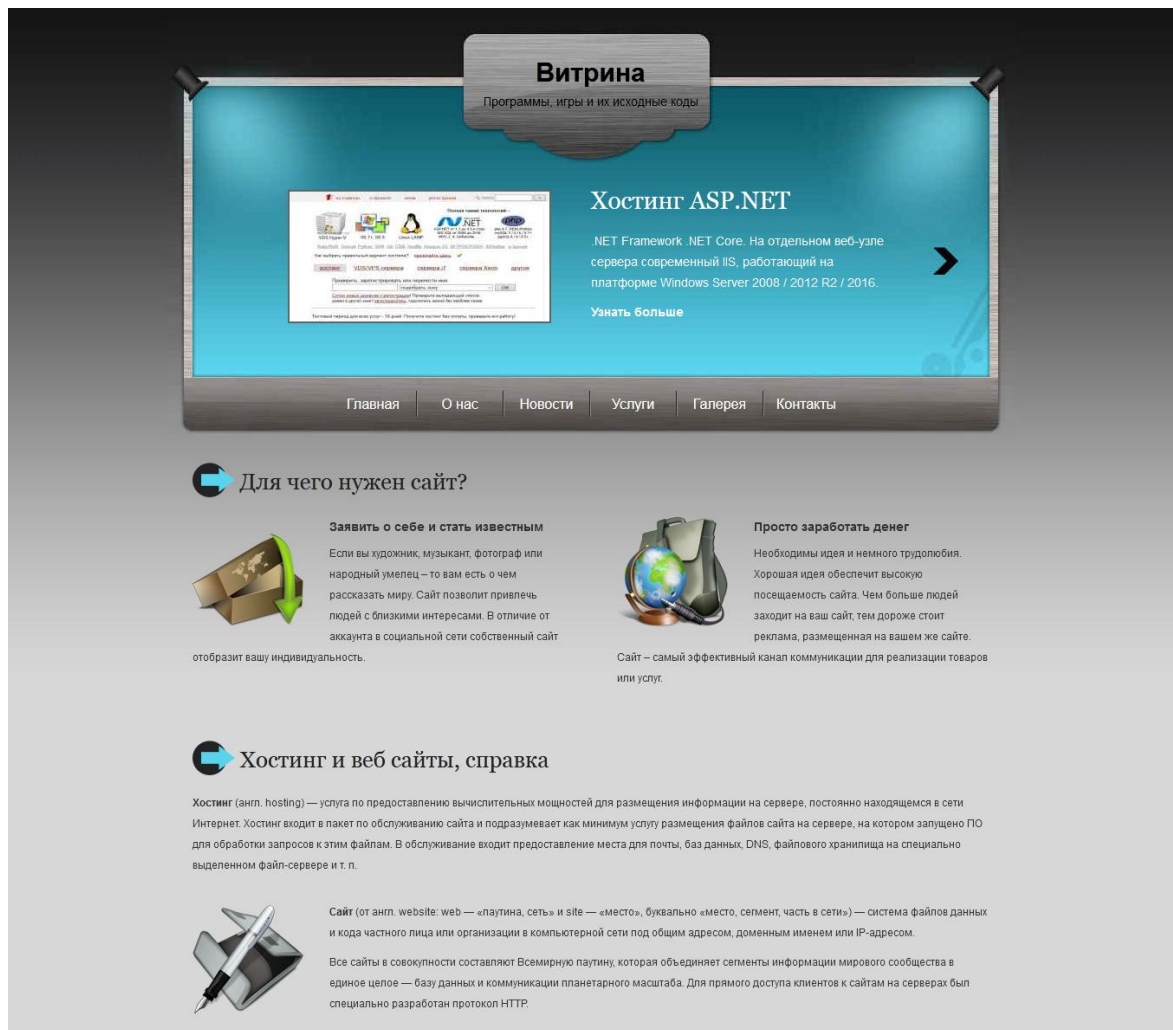 Витрина
Программы, игры и их исходные коды
Хостинг ASP.NET
.NET Framework .NET Core. На отдельном веб-узле
сервера современный IIS, работающий на
платформе Windows Server 2008 / 2012 R2 / 2016.
Узнать больше
VDS/VPS сервера
Главная
О нас
Новости
Услуги
Галерея
Контакты
Для чего нужен сайт?
Заявить о себе и стать известным
Если вы художник, музыкант, фотограф или
народный умелец – то вам есть о чем
рассказать миру. Сайт позволит привлечь
людей с близкими интересами. В отличие от
аккаунта в социальной сети собственный сайт
отобразит вашу индивидуальность.
Просто заработать денег
Необходимы идея и немного трудолюбия.
Хорошая идея обеспечит высокую
посещаемость сайта. Чем больше людей
заходит на ваш сайт, тем дороже стоит
реклама, размещенная на вашем же сайте.
Сайт – самый эффективный канал коммуникации для реализации товаров
или услуг.
Хостинг и веб сайты, справка
Хостинг (англ. hosting) — услуга по предоставлению вычислительных мощностей для размещения информации на сервере, постоянно находящемся в сети
Интернет. Хостинг входит в пакет по обслуживанию сайта и подразумевает как минимум услугу размещения файлов сайта на сервере, на котором запущено ПО
для обработки запросов к этим файлам. В обслуживание входит предоставление места для почты, баз данных, DNS, файлового хранилища на специально
выделенном файл-сервере и т. п.
Сайт (от англ. website: web — «паутина, сеть» и site — «место», буквально «место, сегмент, часть в сети») — система файлов данных
и кода частного лица или организации в компьютерной сети под общим адресом, доменным именем или IP-адресом.
Все сайты в совокупности составляют Всемирную паутину, которая объединяет сегменты информации мирового сообщества в
единое целое — базу данных и коммуникации планетарного масштаба. Для прямого доступа клиентов к сайтам на серверах был
специально разработан протокол HTTP.